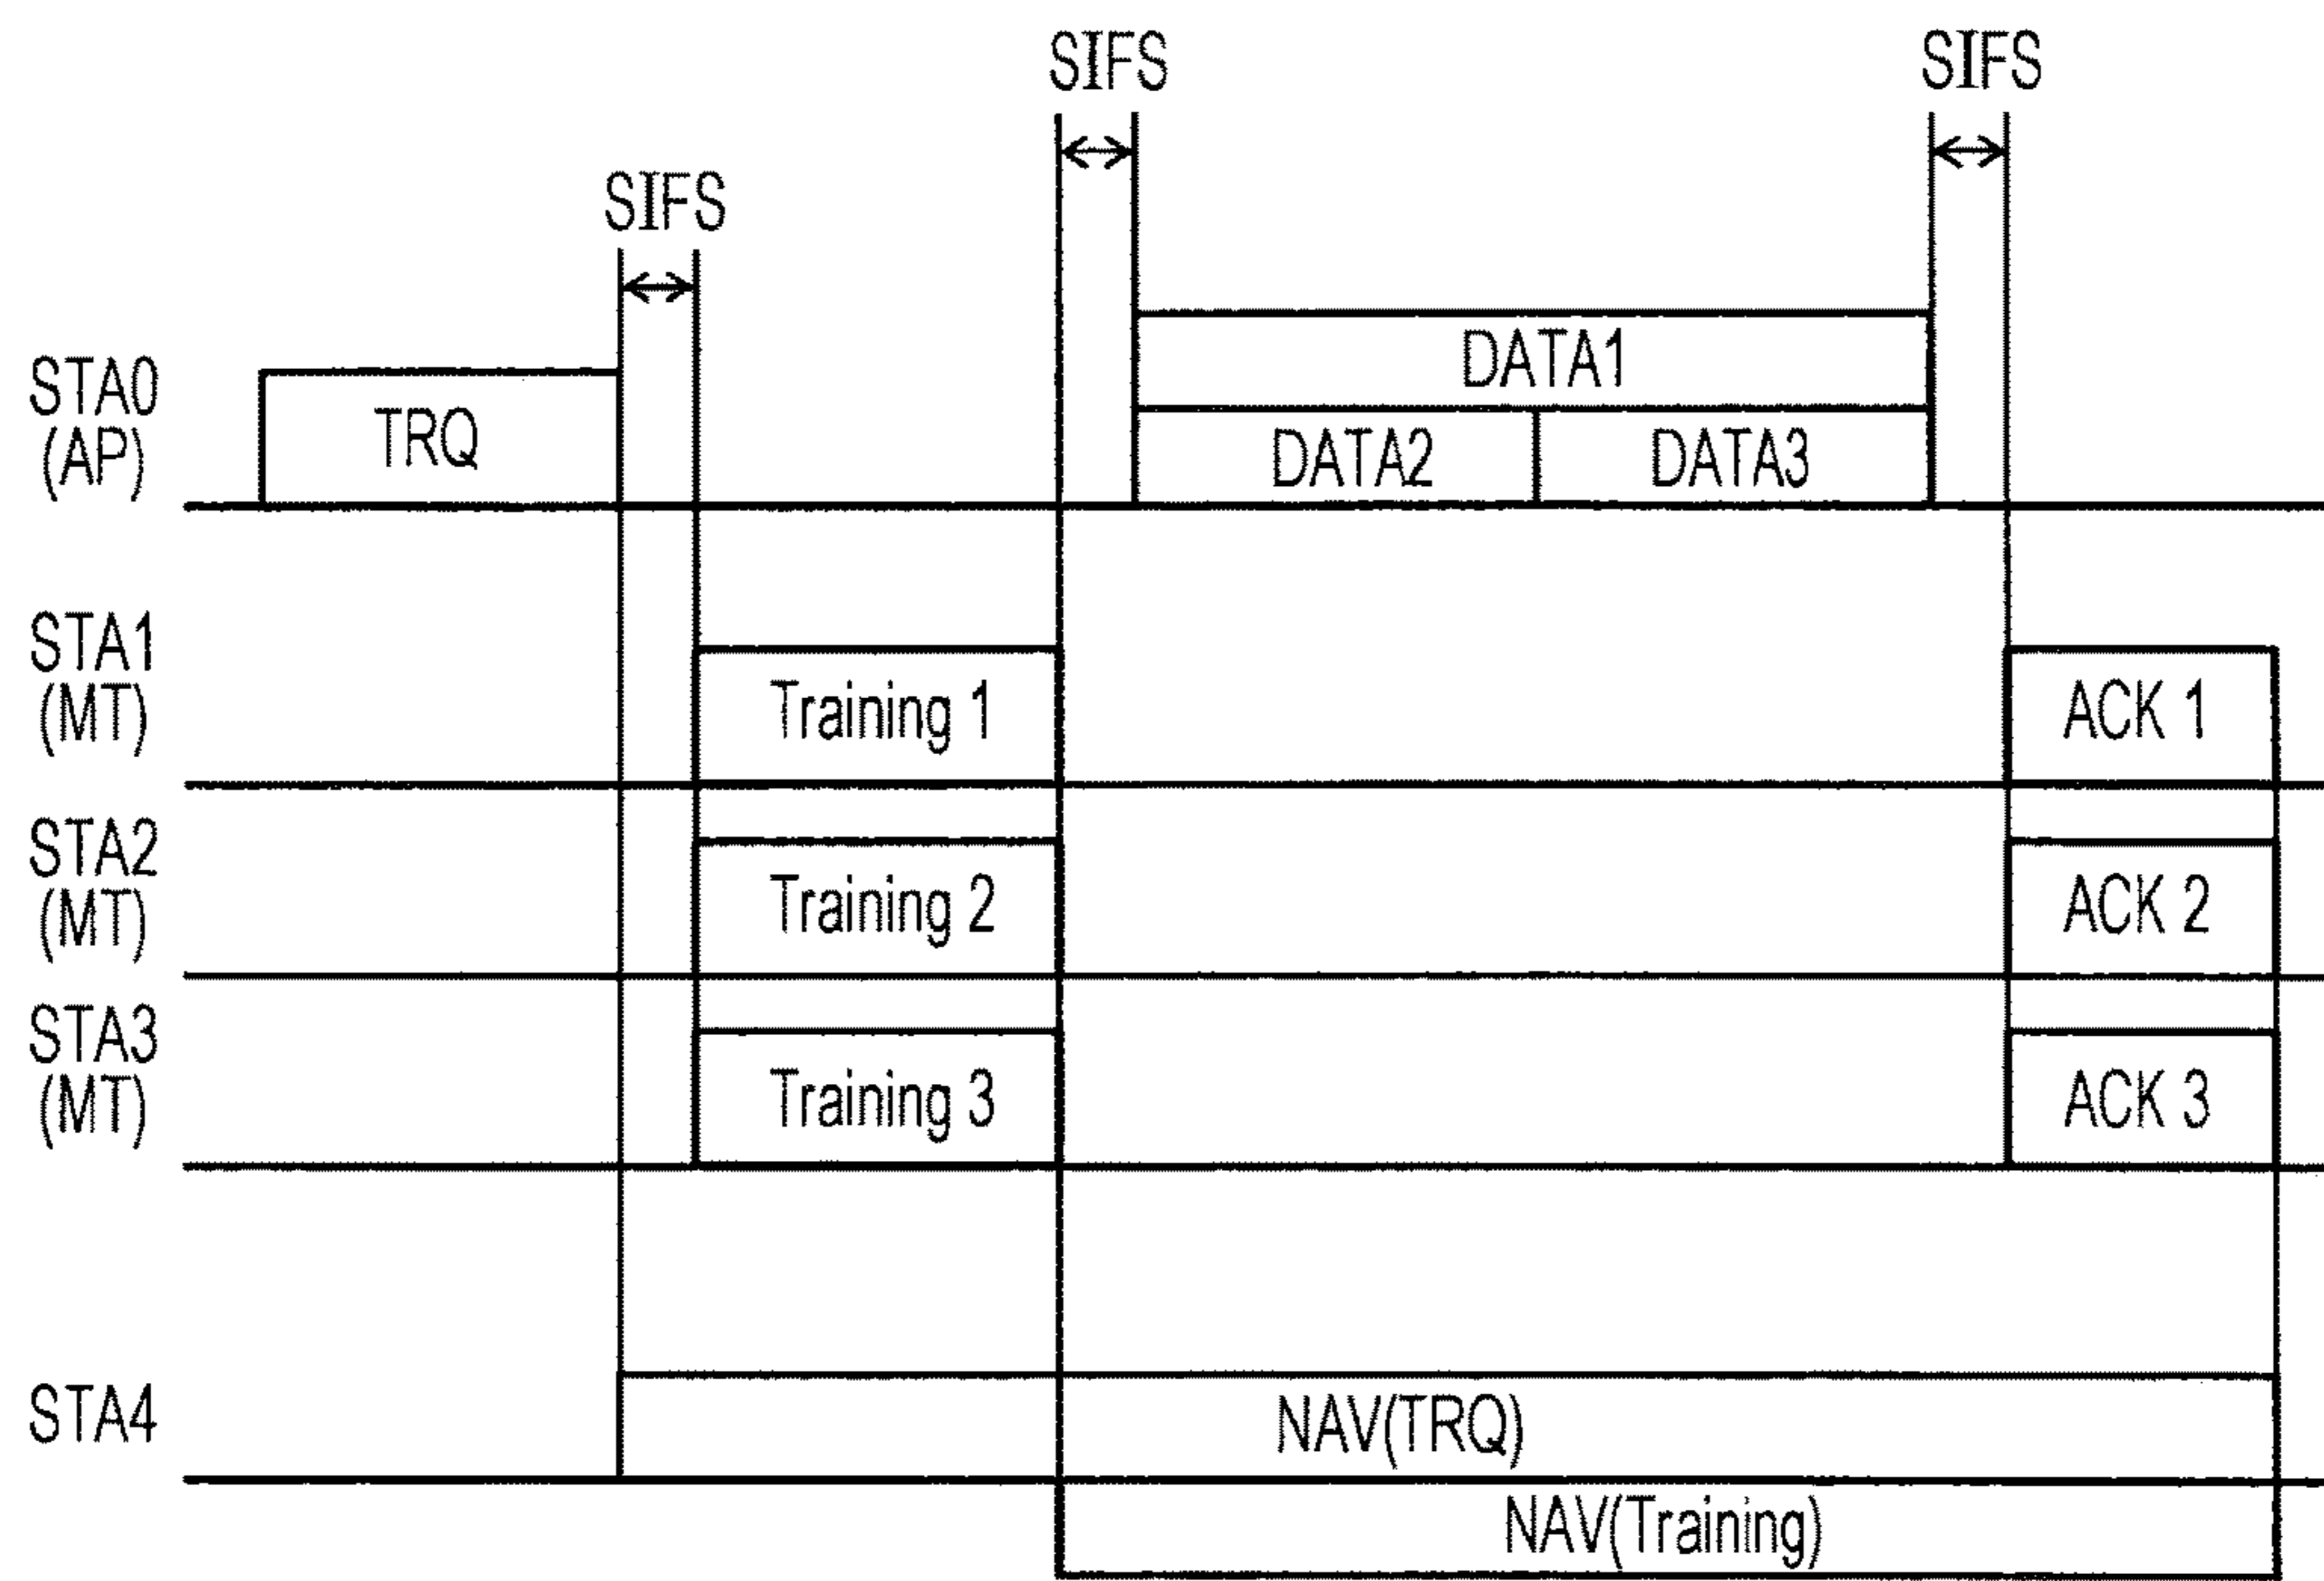 SIFS
SIFS
SIFS
STA0
(AP)
TRQ
DATA1
DATA2
DATA3
STA1
(MT)
Training 1
ACK 1
STA2
(MT)
Training 2
ACK 2
STA3
(MT)
Training 3
ACK 3
STA4
NAV(TRQ)
NAV(Training)